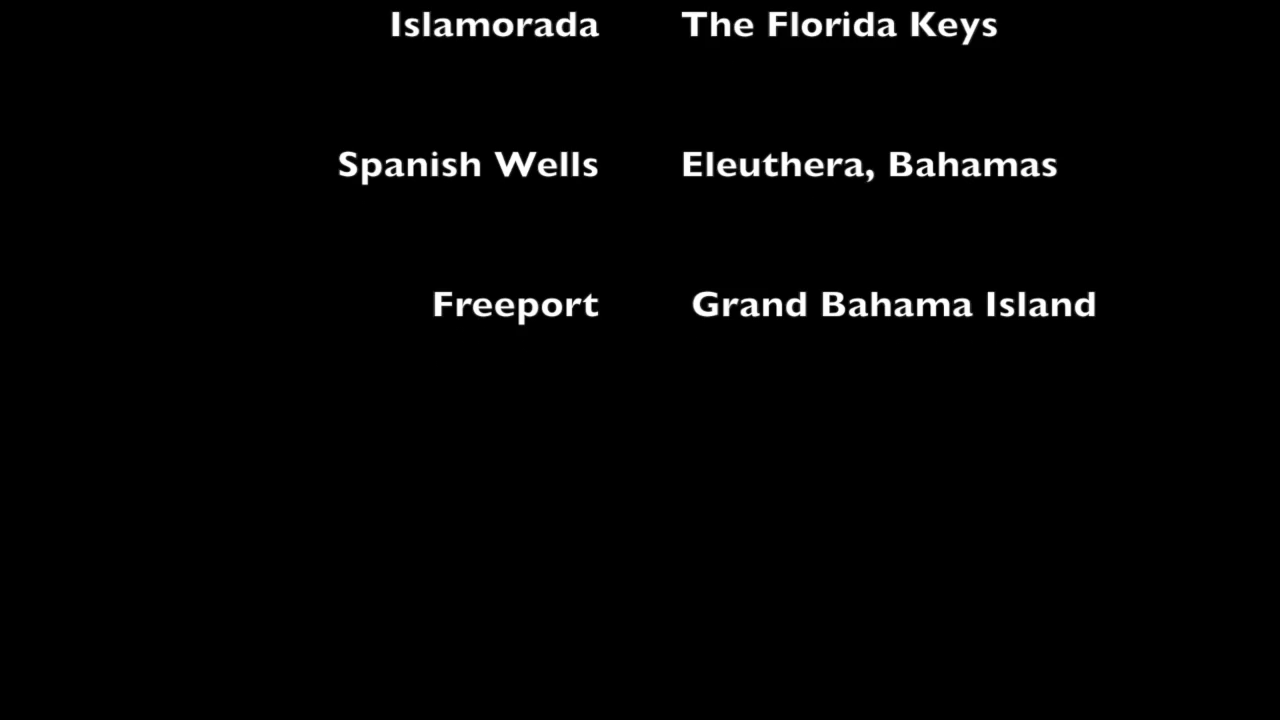 Islamorada The Florida Keys
Spanish Wells Eleuthera, Bahamas
Freeport Grand Bahama Island